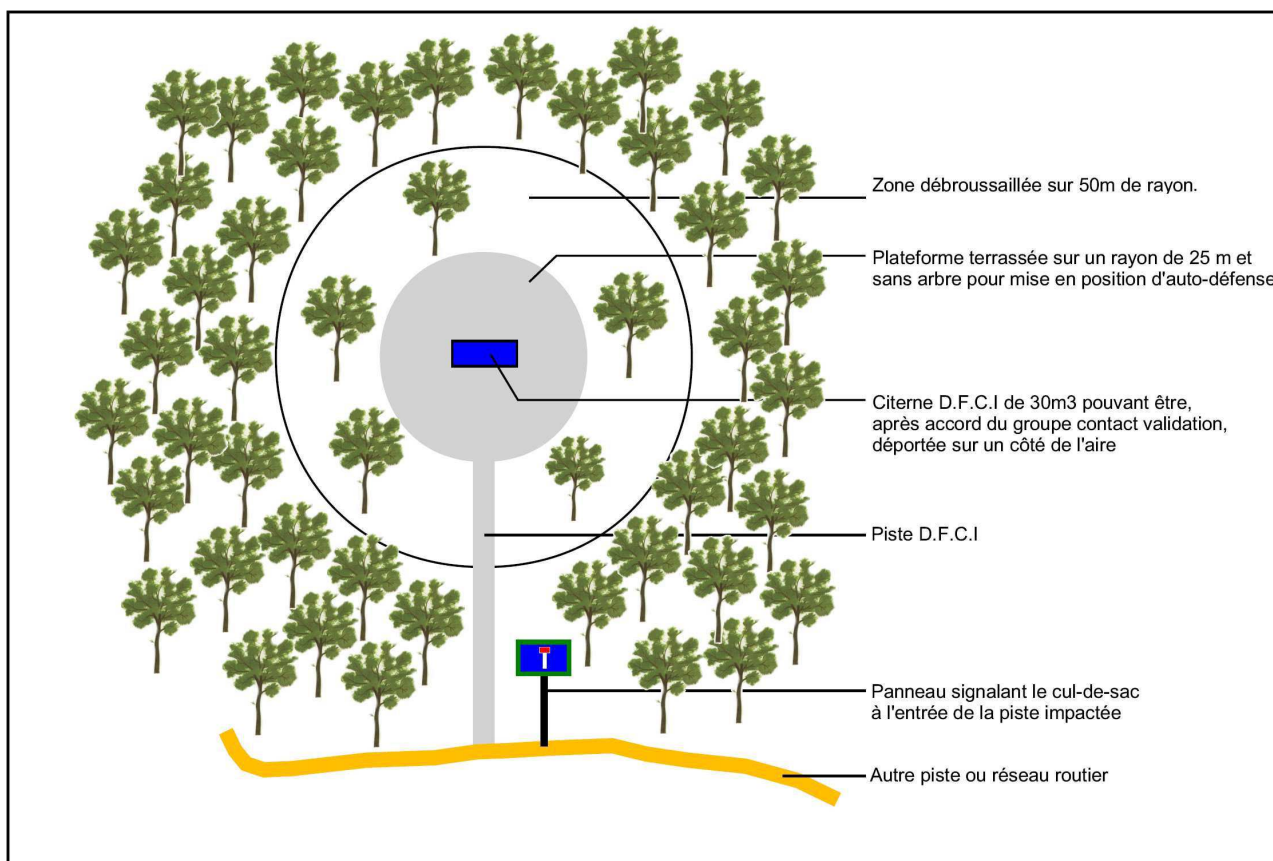 Zone débroussaillée sur 50m de rayon.
Plateforme terrassée sur un rayon de 25 m et
sans arbre pour mise en position d'auto-défense
Citerne D.F.C.I de 30m3 pouvant être,
après accord du groupe contact validation,
déportée sur un côté de l'aire
Piste D.F.C.I
Panneau signalant le cul-de-sac
à l'entrée de la piste impactée
Autre piste ou réseau routier